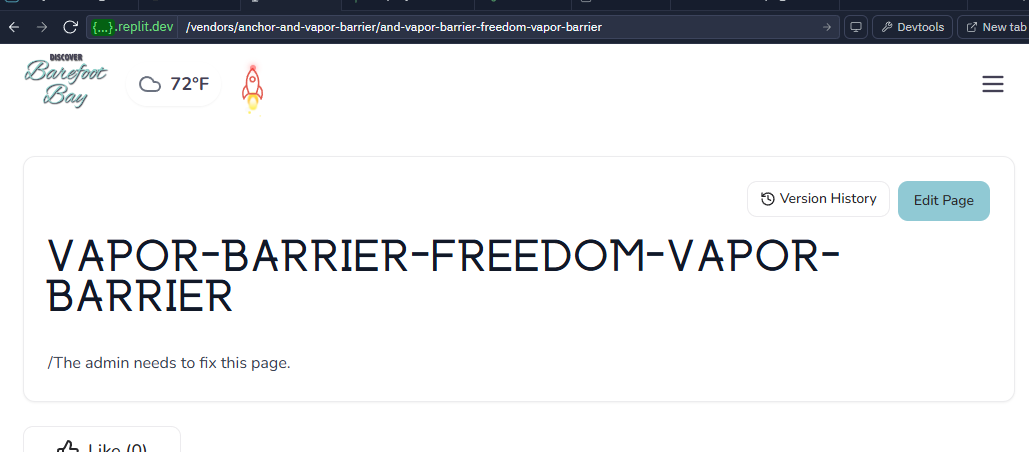 {...}.replit.dev /vendors/anchor-and-vapor-barrier/and-vapor-barrier-freedom-vapor-barrier
Devtools
New tab
DISCOVER
Barefoot
Bay
72°F
Version History
Edit Page
VAPOR-BARRIER-FREEDOM-VAPOR-
BARRIER
/The admin needs to fix this page.
Like (0)